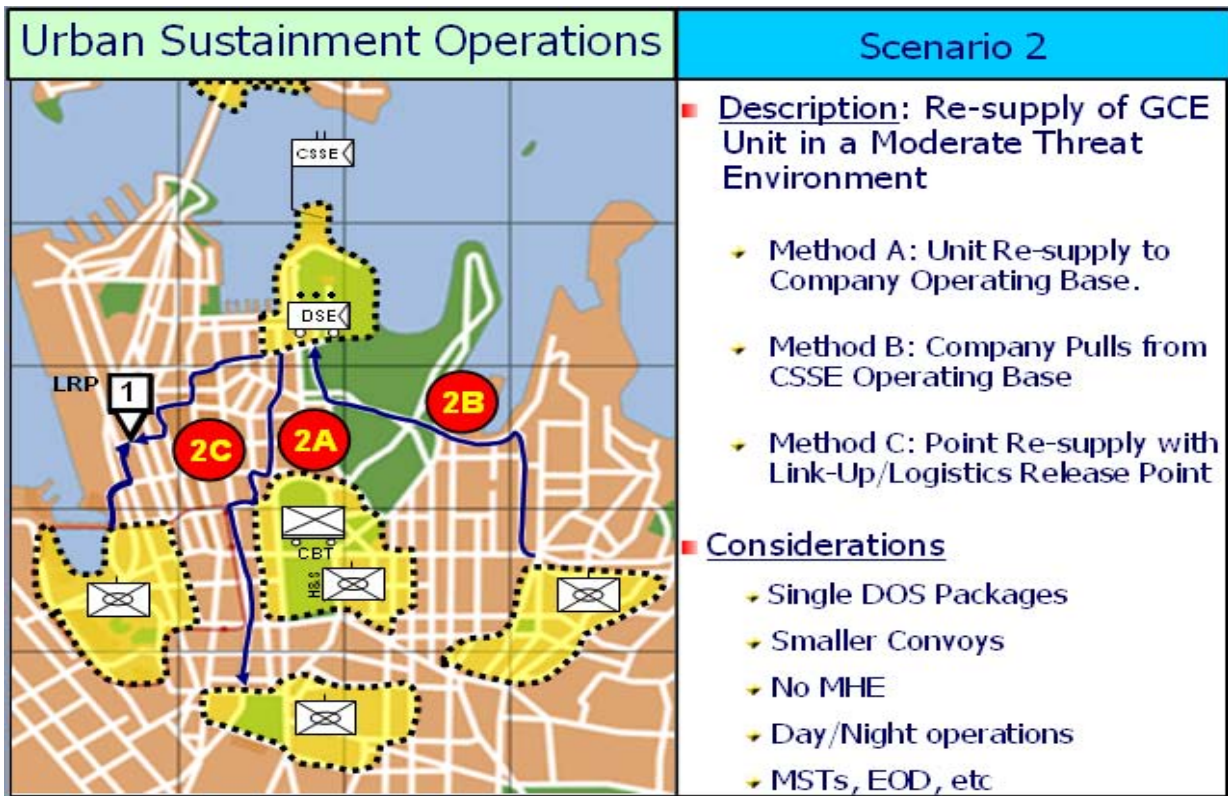 Urban Sustainment Operations
Scenario 2
CSSE
DSE
LRP
1
2C
2A
2B
CBT
H&S
Description: Re-supply of GCE
Unit in a Moderate Threat
Environment
Method A: Unit Re-supply to
Company Operating Base.
Method B: Company Pulls from
CSSE Operating Base
Method C: Point Re-supply with
Link-Up/Logistics Release Point
Considerations
Single DOS Packages
Smaller Convoys
No MHE
Day/Night operations
MSTs, EOD, etc